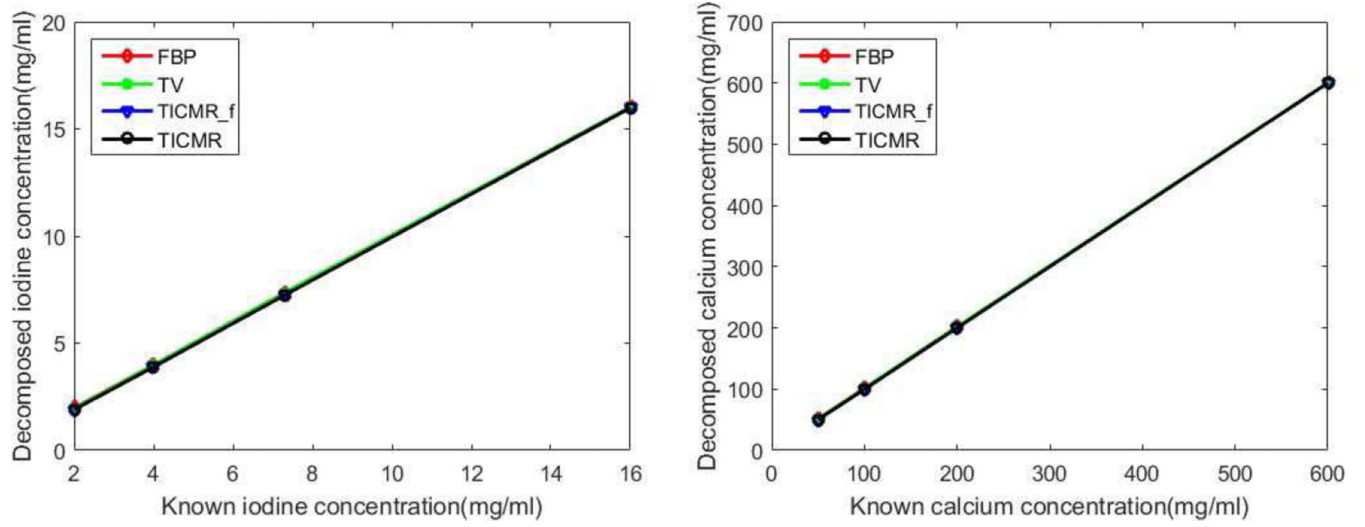 Decomposed iodine concentration(mg/ml)
20
15
10
5
0
FBP
TV
TICMR_f
TICMR
2 4 6 8 10 12 14 16
Known iodine concentration(mg/ml)
Decomposed calcium concentration(mg/ml)
700
600
500
400
300
200
100
0
FBP
TV
TICMR_f
TICMR
0 100 200 300 400 500 600
Known calcium concentration(mg/ml)